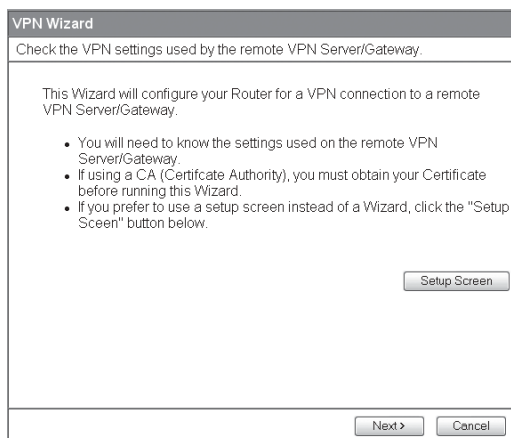 VPN Wizard
Check the VPN settings used by the remote VPN Server/Gateway.
This Wizard will configure your Router for a VPN connection to a remote
VPN Server/Gateway.
• You will need to know the settings used on the remote VPN
Server/Gateway.
• If using a CA (Certifcate Authority), you must obtain your Certificate
before running this Wizard.
• If you prefer to use a setup screen instead of a Wizard, click the "Setup
Sceen" button below.
Setup Screen
Next >
Cancel